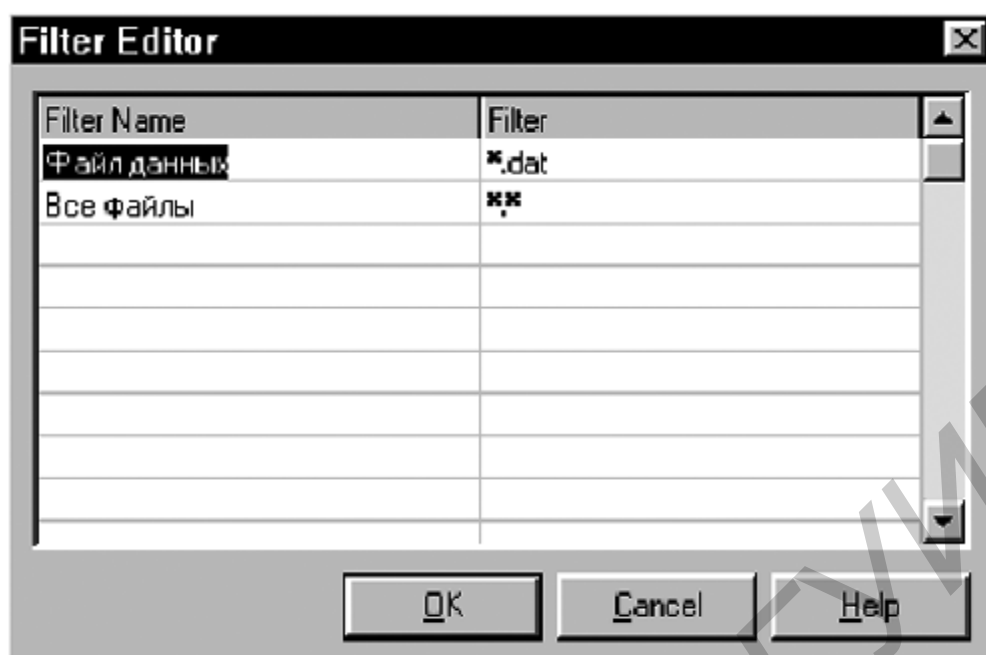 Filter Editor
Filter Name Filter
Файл данных *.dat
Все файлы *.*
OK Cancel Help